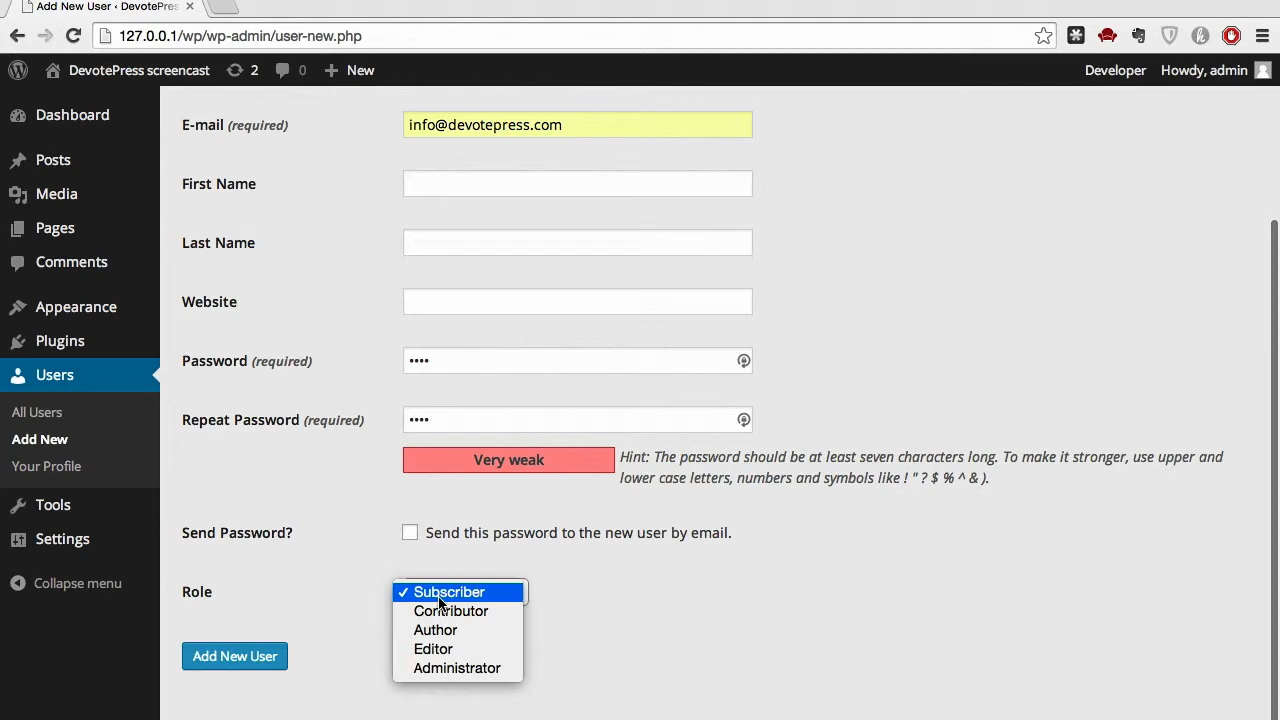 Add New User ‹ DevotePres
127.0.0.1/wp/wp-admin/user-new.php
DevotePress screencast 2 0 New Developer Howdy, admin
Dashboard
Posts
Media
Pages
Comments
Appearance
Plugins
Users
All Users
Add New
Your Profile
Tools
Settings
Collapse menu
E-mail (required) info@devotepress.com
First Name
Last Name
Website
Password (required) ••••
Repeat Password (required) ••••
Very weak
Hint: The password should be at least seven characters long. To make it stronger, use upper and
lower case letters, numbers and symbols like ! " ? $ % ^ & ).
Send Password? Send this password to the new user by email.
Role
✓ Subscriber
Contributor
Author
Editor
Administrator
Add New User